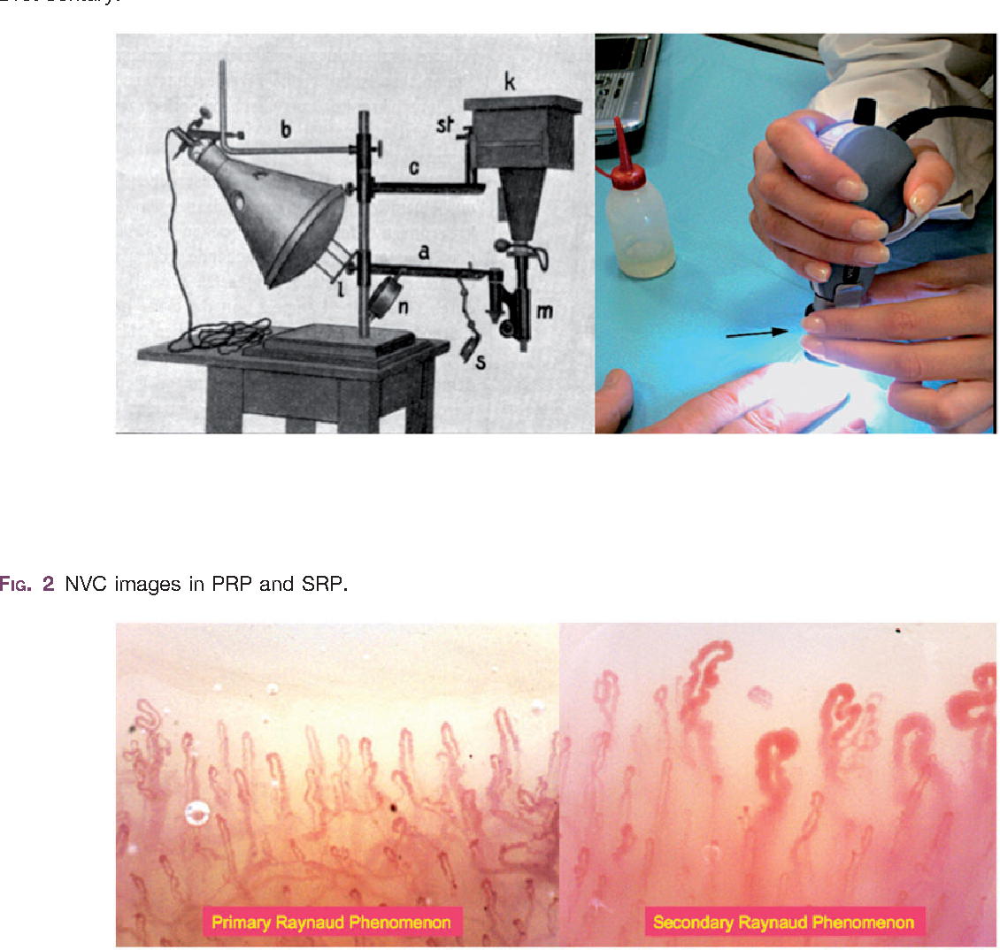 k
st
b
c
a
l
n
m
s
FIG. 2 NVC images in PRP and SRP.
Primary Raynaud Phenomenon
Secondary Raynaud Phenomenon